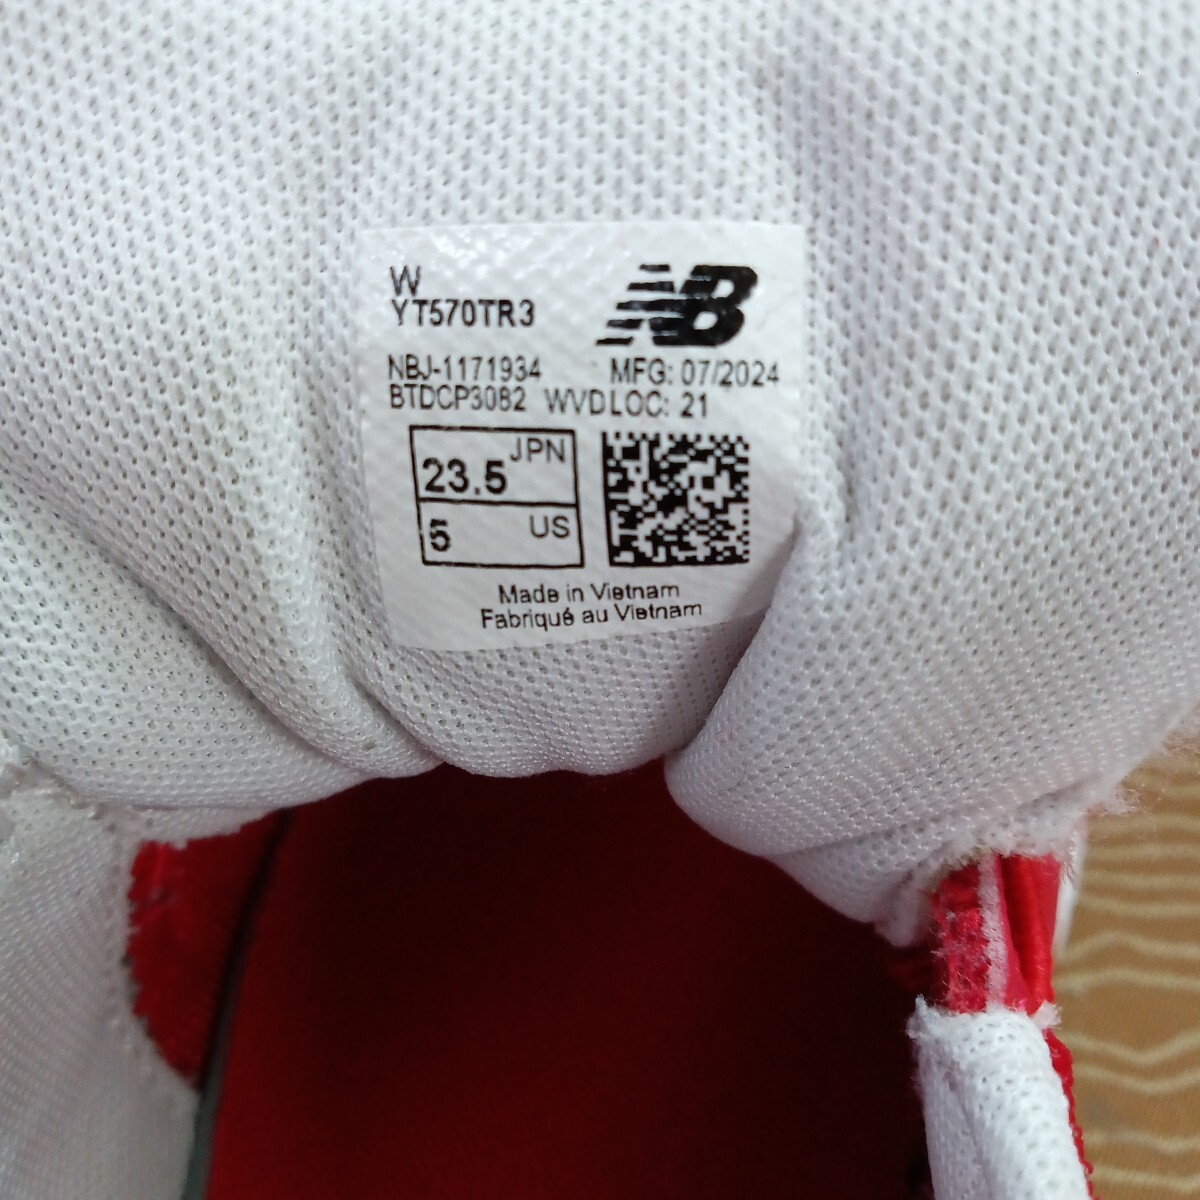 W
YT570TR3
NB
NBJ-1171934 MFG: 07/2024
BTDCP3082 WVDLOC: 21
JPN
23.5
5 US
Made in Vietnam
Fabriqué au Vietnam